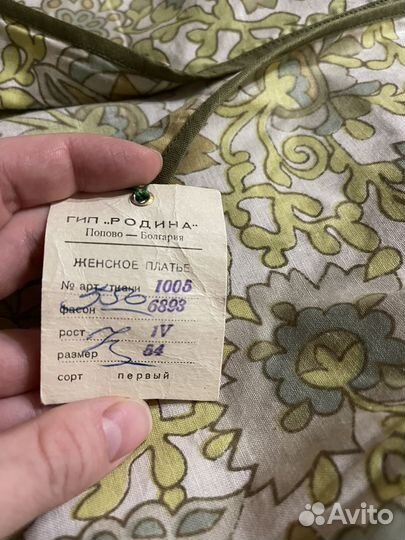 ГИП „РОДИНА"
Попово — Болгария
ЖЕНСКОЕ ПЛАТЬЕ
№ арт. ткани 1005
фасон 6893
рост IV
размер 54
сорт первый
Avito